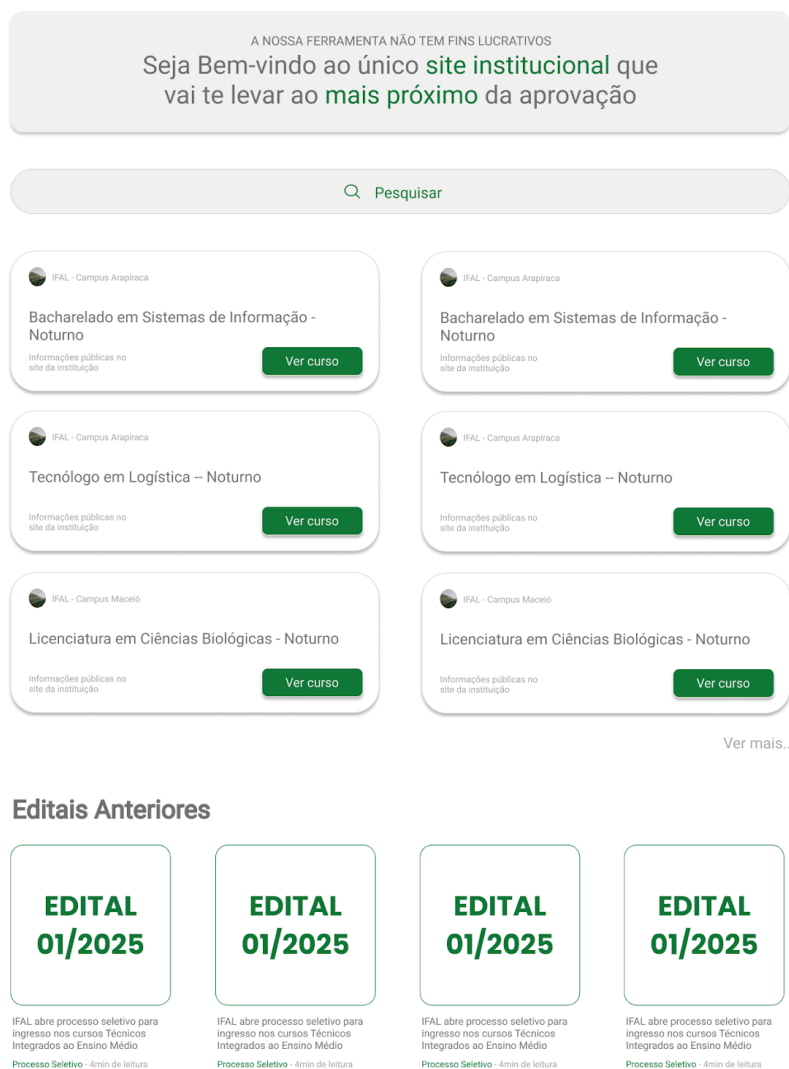 A NOSSA FERRAMENTA NÃO TEM FINS LUCRATIVOS
Seja Bem-vindo ao único site institucional que
vai te levar ao mais próximo da aprovação
Pesquisar
IFAL - Campus Arapiraca
Bacharelado em Sistemas de Informação -
Noturno
Informações públicas no
site da instituição
Ver curso
IFAL - Campus Arapiraca
Bacharelado em Sistemas de Informação -
Noturno
Informações públicas no
site da instituição
Ver curso
IFAL - Campus Arapiraca
Tecnólogo em Logística -- Noturno
Informações públicas no
site da instituição
Ver curso
IFAL - Campus Arapiraca
Tecnólogo em Logística -- Noturno
Informações públicas no
site da instituição
Ver curso
IFAL - Campus Maceió
Licenciatura em Ciências Biológicas - Noturno
Informações públicas no
site da instituição
Ver curso
IFAL - Campus Maceió
Licenciatura em Ciências Biológicas - Noturno
Informações públicas no
site da instituição
Ver curso
Ver mais..
Editais Anteriores
EDITAL
01/2025
IFAL abre processo seletivo para
ingresso nos cursos Técnicos
Integrados ao Ensino Médio
Processo Seletivo - 4min de leitura
EDITAL
01/2025
IFAL abre processo seletivo para
ingresso nos cursos Técnicos
Integrados ao Ensino Médio
Processo Seletivo - 4min de leitura
EDITAL
01/2025
IFAL abre processo seletivo para
ingresso nos cursos Técnicos
Integrados ao Ensino Médio
Processo Seletivo - 4min de leitura
EDITAL
01/2025
IFAL abre processo seletivo para
ingresso nos cursos Técnicos
Integrados ao Ensino Médio
Processo Seletivo - 4min de leitura